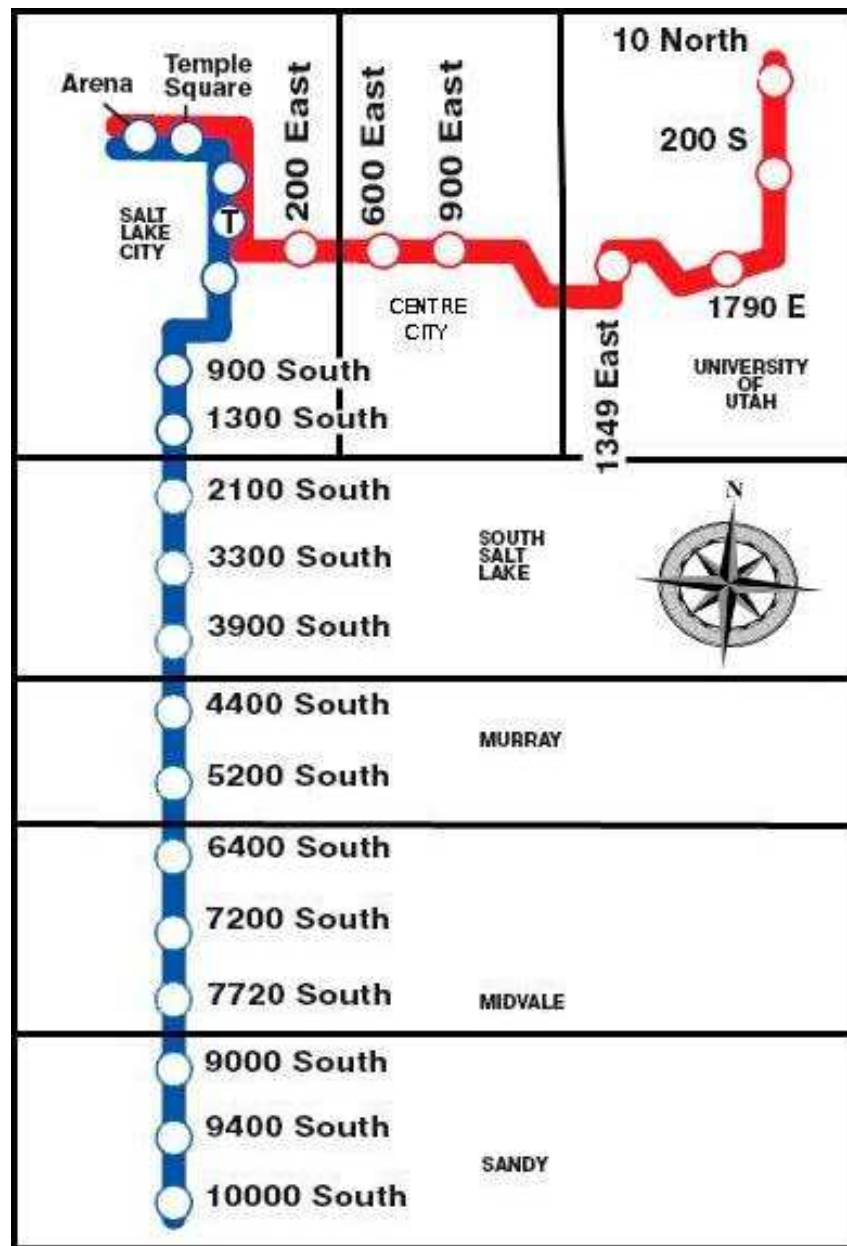 10 North
Temple
Square
Arena
200 East
600 East
900 East
200 S
SALT
LAKE
CITY
T
CENTRE
CITY
1790 E
1349 East
UNIVERSITY
OF
UTAH
900 South
1300 South
2100 South
N
SOUTH
SALT
LAKE
3300 South
3900 South
4400 South
MURRAY
5200 South
6400 South
7200 South
7720 South
MIDVALE
9000 South
9400 South
SANDY
10000 South